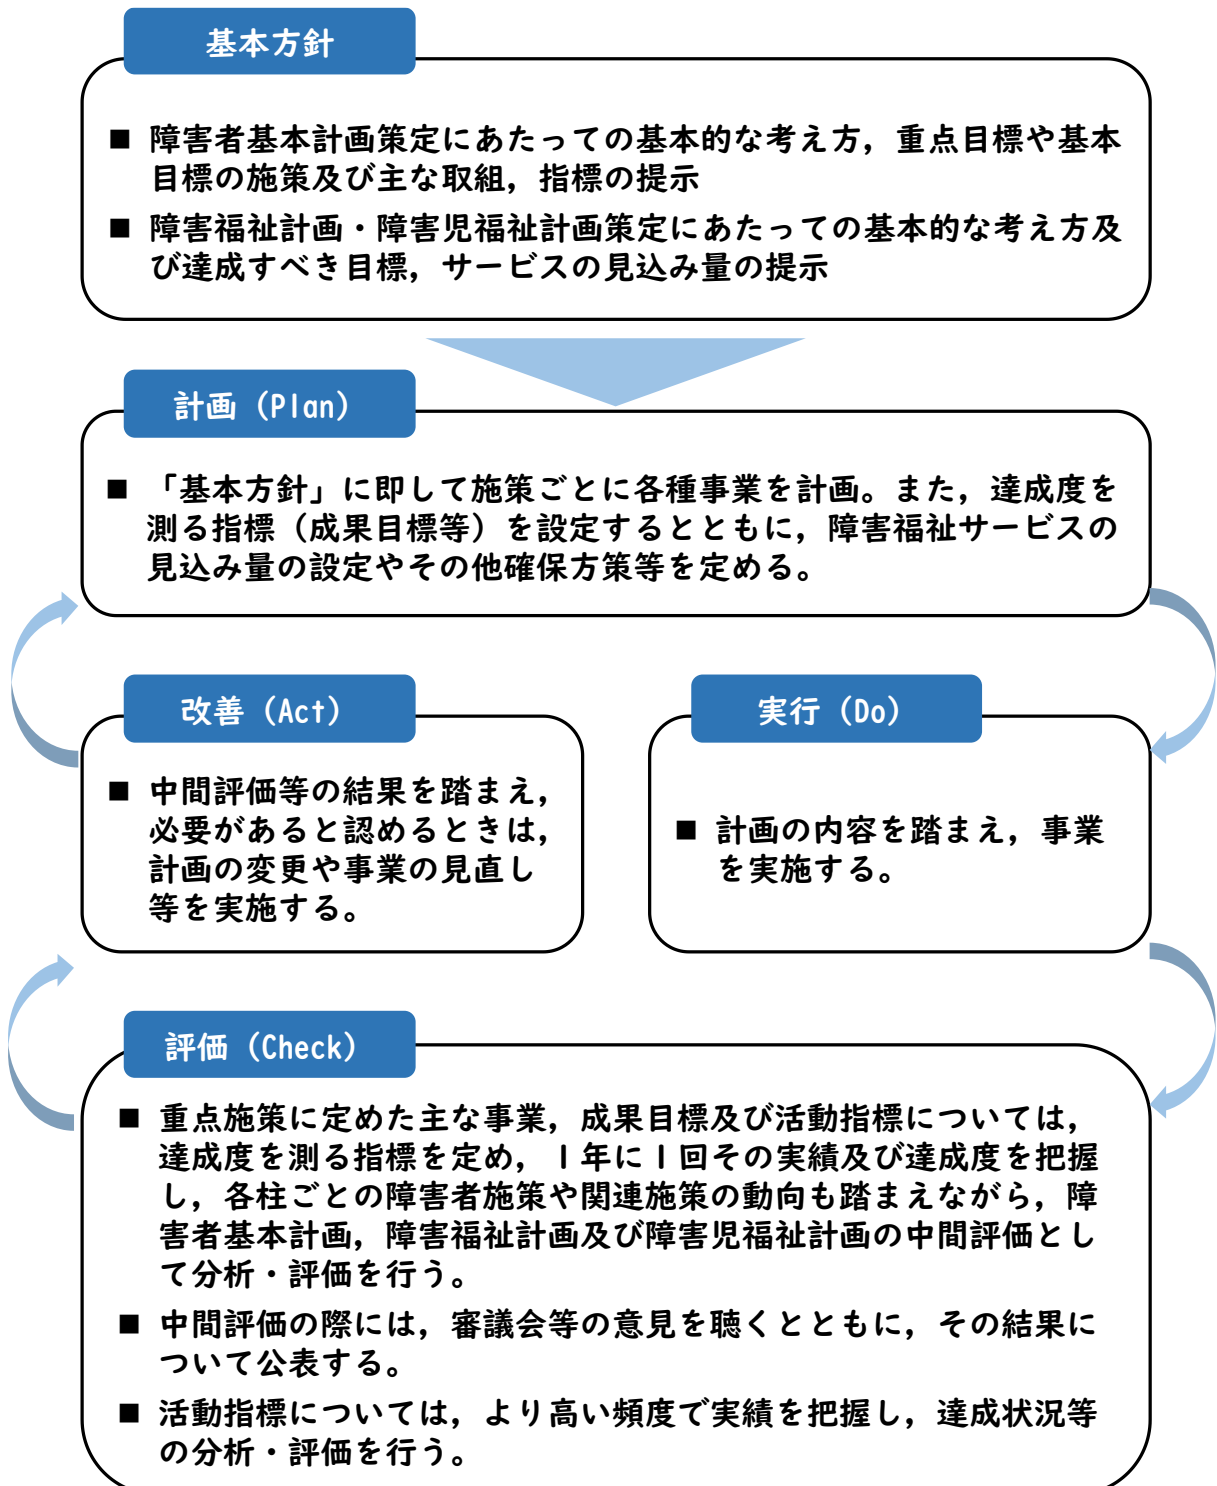 基本方針
■ 障害者基本計画策定にあたっての基本的な考え方，重点目標や基本
目標の施策及び主な取組，指標の提示
■ 障害福祉計画・障害児福祉計画策定にあたっての基本的な考え方及
び達成すべき目標，サービスの見込み量の提示
計画（Plan）
■ 「基本方針」に即して施策ごとに各種事業を計画。また，達成度を
測る指標（成果目標等）を設定するとともに，障害福祉サービスの
見込み量の設定やその他確保方策等を定める。
改善（Act）
■ 中間評価等の結果を踏まえ，
必要があると認めるときは，
計画の変更や事業の見直し
等を実施する。
実行（Do）
■ 計画の内容を踏まえ，事業
を実施する。
評価（Check）
■ 重点施策に定めた主な事業，成果目標及び活動指標については，
達成度を測る指標を定め，１年に１回その実績及び達成度を把握
し，各柱ごとの障害者施策や関連施策の動向も踏まえながら，障
害者基本計画，障害福祉計画及び障害児福祉計画の中間評価とし
て分析・評価を行う。
■ 中間評価の際には，審議会等の意見を聴くとともに，その結果に
ついて公表する。
■ 活動指標については，より高い頻度で実績を把握し，達成状況等
の分析・評価を行う。